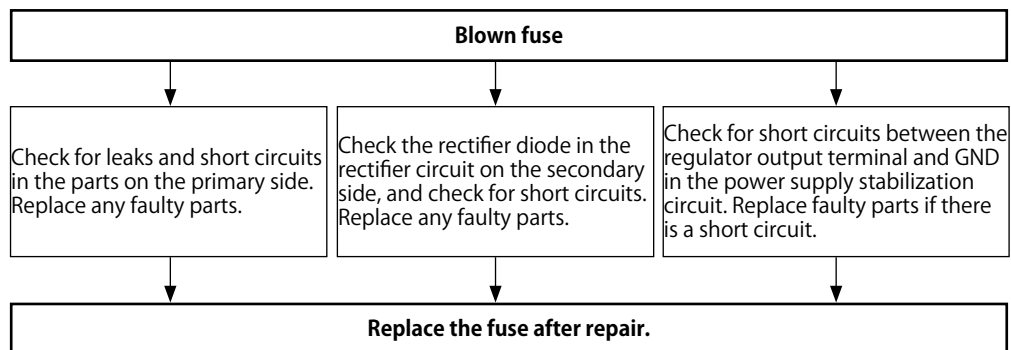 Blown fuse
Check for leaks and short circuits
in the parts on the primary side.
Replace any faulty parts.
Check the rectifier diode in the
rectifier circuit on the secondary
side, and check for short circuits.
Replace any faulty parts.
Check for short circuits between the
regulator output terminal and GND
in the power supply stabilization
circuit. Replace faulty parts if there
is a short circuit.
Replace the fuse after repair.